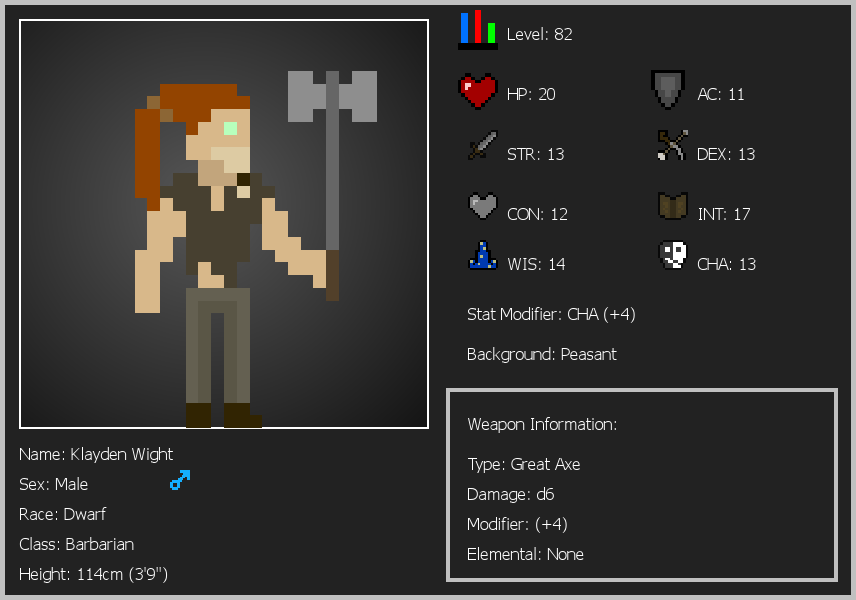 Level: 82
HP: 20
AC: 11
STR: 13
DEX: 13
CON: 12
INT: 17
WIS: 14
CHA: 13
Stat Modifier: CHA (+4)
Background: Peasant
Weapon Information:
Type: Great Axe
Damage: d6
Modifier: (+4)
Elemental: None
Name: Klayden Wight
Sex: Male
Race: Dwarf
Class: Barbarian
Height: 114cm (3'9")